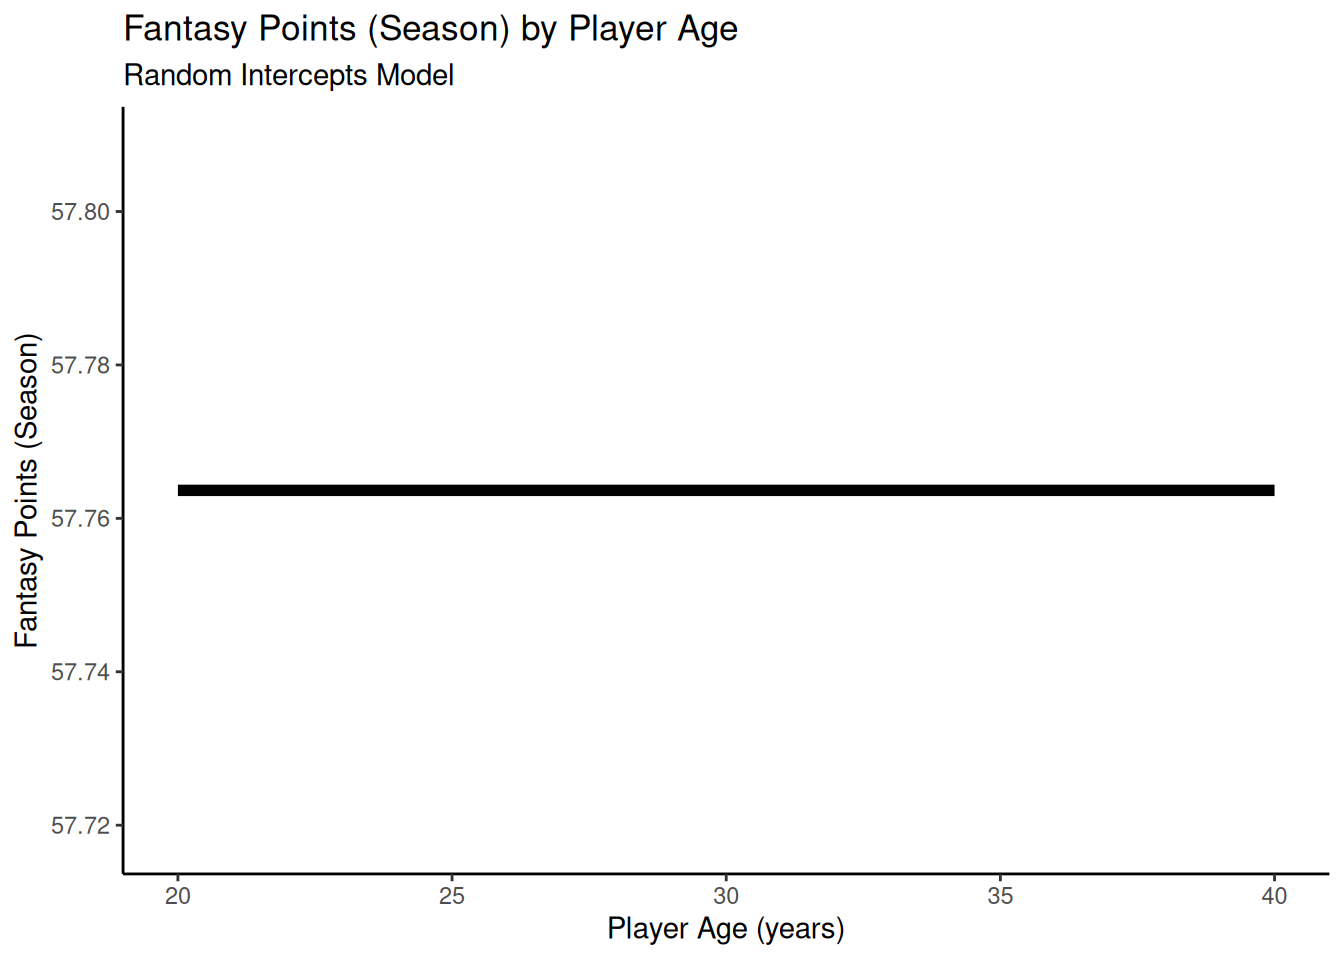 Fantasy Points (Season) by Player Age
Random Intercepts Model
Fantasy Points (Season)
57.80
57.78
57.76
57.74
57.72
20 25 30 35 40
Player Age (years)